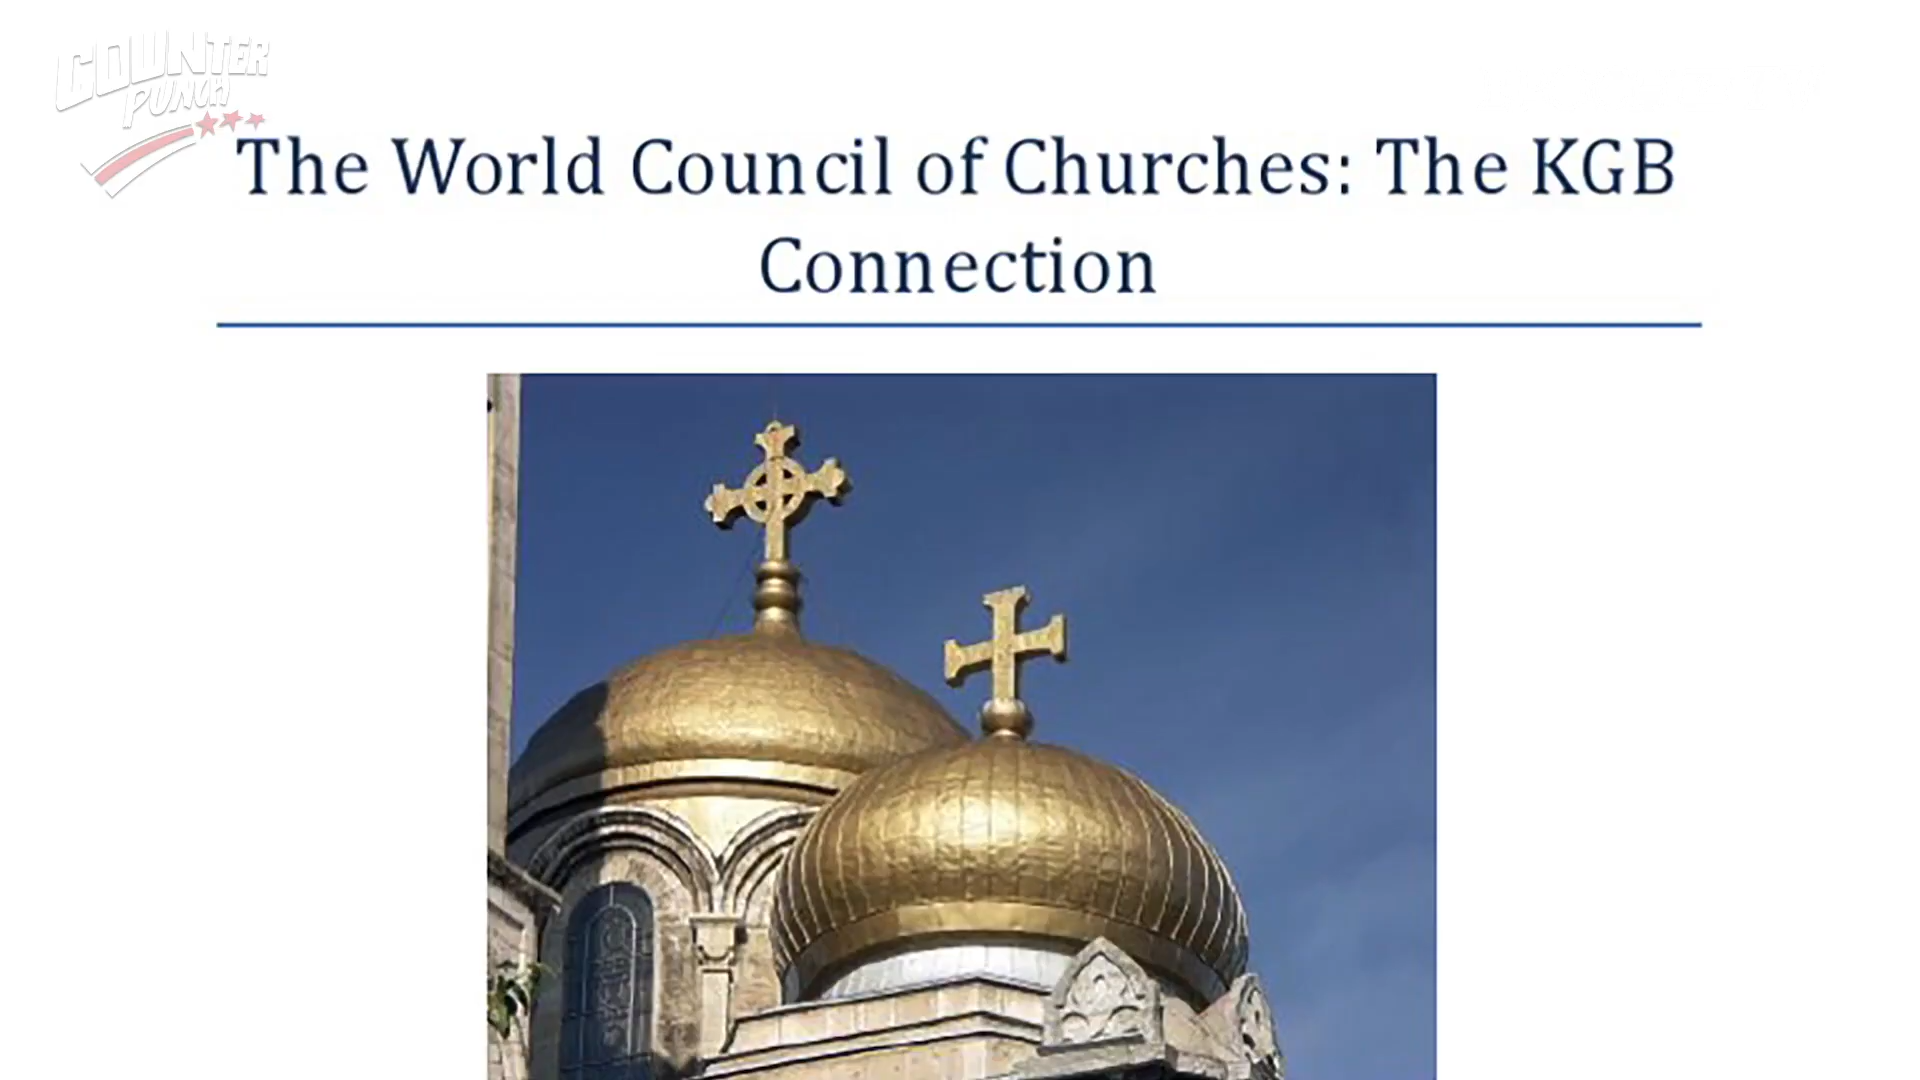 COUNTER
PUNCH
The World Council of Churches: The KGB
Connection